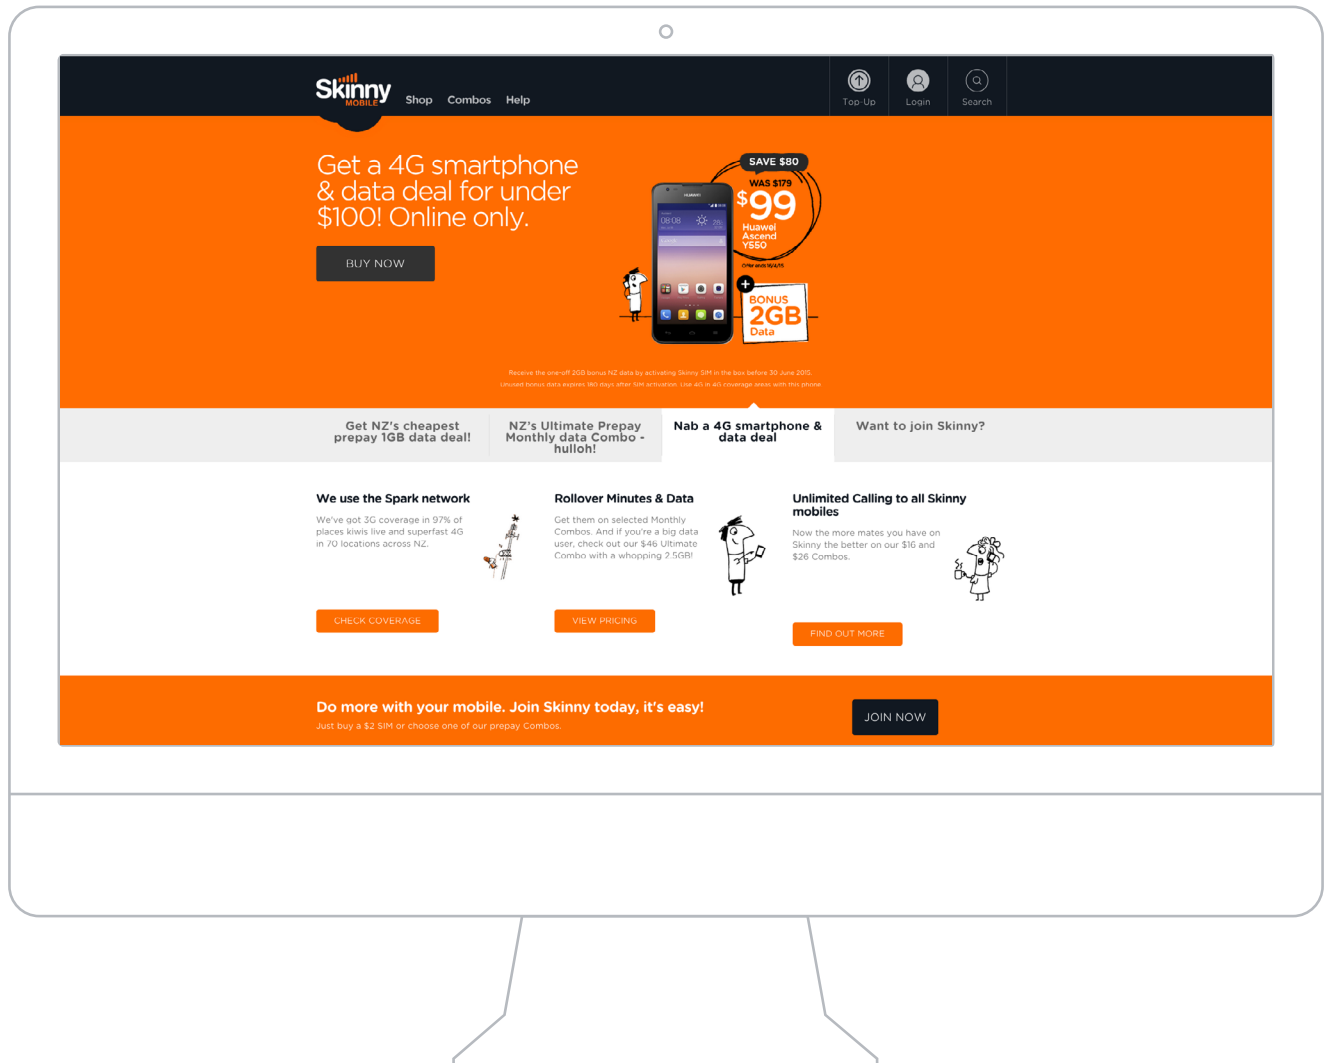 Skinny
MOBILE
Shop Combos Help
Top-Up Login Search
Get a 4G smartphone
& data deal for under
$100! Online only.
BUY NOW
SAVE $80
WAS $179
$99
Huawei
Ascend
Y550
Offer ends 16/4/15
HUAWEI
08:08
+
BONUS
2GB
Data
Receive the one-off 2GB bonus NZ data by activating Skinny SIM in the box before 30 June 2015.
Unused bonus data expires 180 days after SIM activation. Use 4G in 4G coverage areas with this phone
Get NZ's cheapest
prepay 1GB data deal!
NZ's Ultimate Prepay
Monthly data Combo -
hulloh!
Nab a 4G smartphone &
data deal
Want to join Skinny?
We use the Spark network
We've got 3G coverage in 97% of
places kiwis live and superfast 4G
in 70 locations across NZ.
CHECK COVERAGE
Rollover Minutes & Data
Get them on selected Monthly
Combos. And if you're a big data
user, check out our $46 Ultimate
Combo with a whopping 2.5GB!
VIEW PRICING
Unlimited Calling to all Skinny
mobiles
Now the more mates you have on
Skinny the better on our $16 and
$26 Combos.
FIND OUT MORE
Do more with your mobile. Join Skinny today, it's easy!
Just buy a $2 SIM or choose one of our prepay Combos.
JOIN NOW